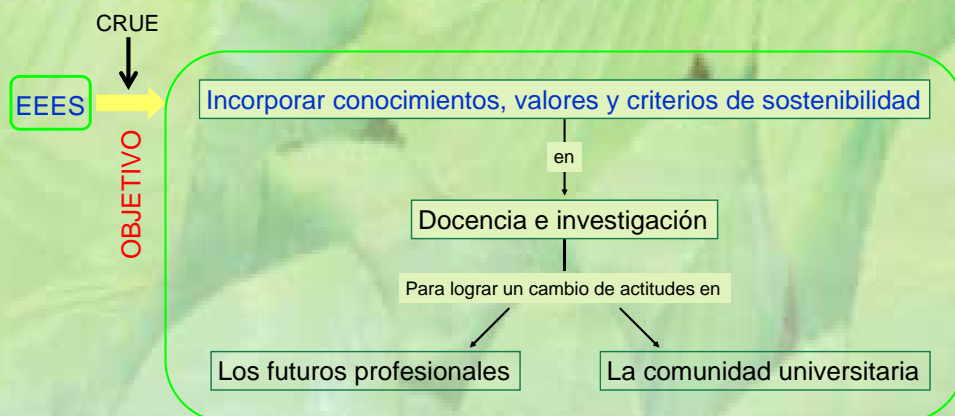 CRUE
EEES
OBJETIVO
Incorporar conocimientos, valores y criterios de sostenibilidad
en
Docencia e investigación
Para lograr un cambio de actitudes en
Los futuros profesionales
La comunidad universitaria